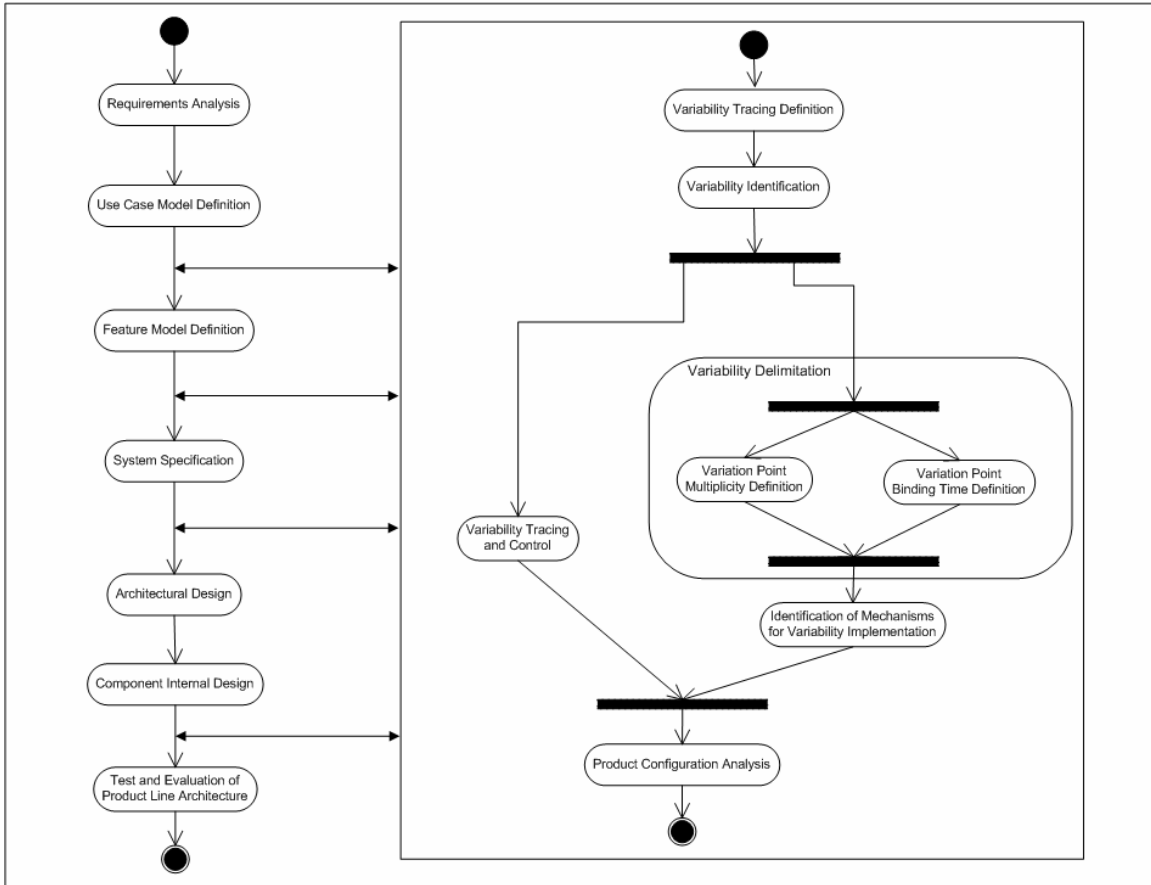 Requirements Analysis
Use Case Model Definition
Feature Model Definition
System Specification
Architectural Design
Component Internal Design
Test and Evaluation of
Product Line Architecture
Variability Tracing Definition
Variability Identification
Variability Delimitation
Variation Point
Multiplicity Definition
Variation Point
Binding Time Definition
Variability Tracing
and Control
Identification of Mechanisms
for Variability Implementation
Product Configuration Analysis